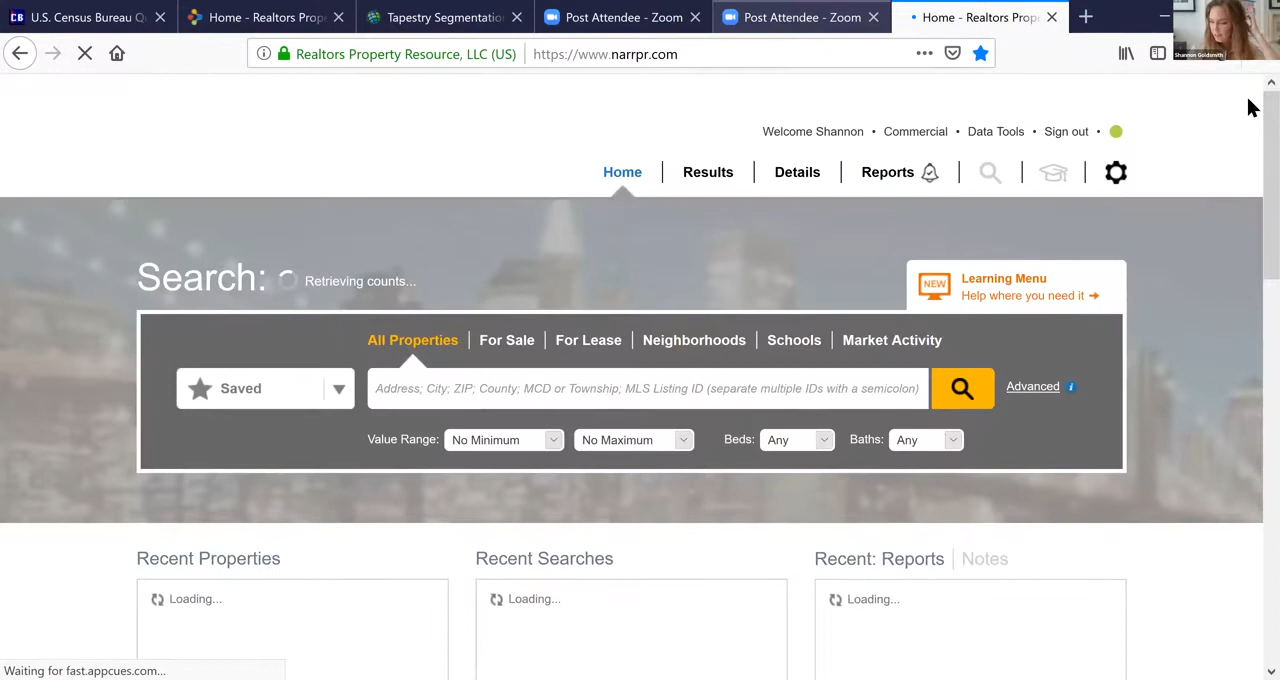 U.S. Census Bureau Q
Home - Realtors Prop
Tapestry Segmentatio
Post Attendee - Zoom
Post Attendee - Zoom
Home - Realtors Prop
Realtors Property Resource, LLC (US)
https://www.narrpr.com
Shannon Goldsmith
Welcome Shannon • Commercial • Data Tools • Sign out •
Home
Results
Details
Reports
Search:
Retrieving counts...
NEW
Learning Menu
Help where you need it
All Properties
For Sale
For Lease
Neighborhoods
Schools
Market Activity
Saved
Address; City; ZIP; County; MCD or Township; MLS Listing ID (separate multiple IDs with a semicolon)
Advanced
Value Range:
No Minimum
No Maximum
Beds:
Any
Baths:
Any
Recent Properties
Recent Searches
Recent: Reports
Notes
Loading...
Loading...
Loading...
Waiting for fast.appcues.com...